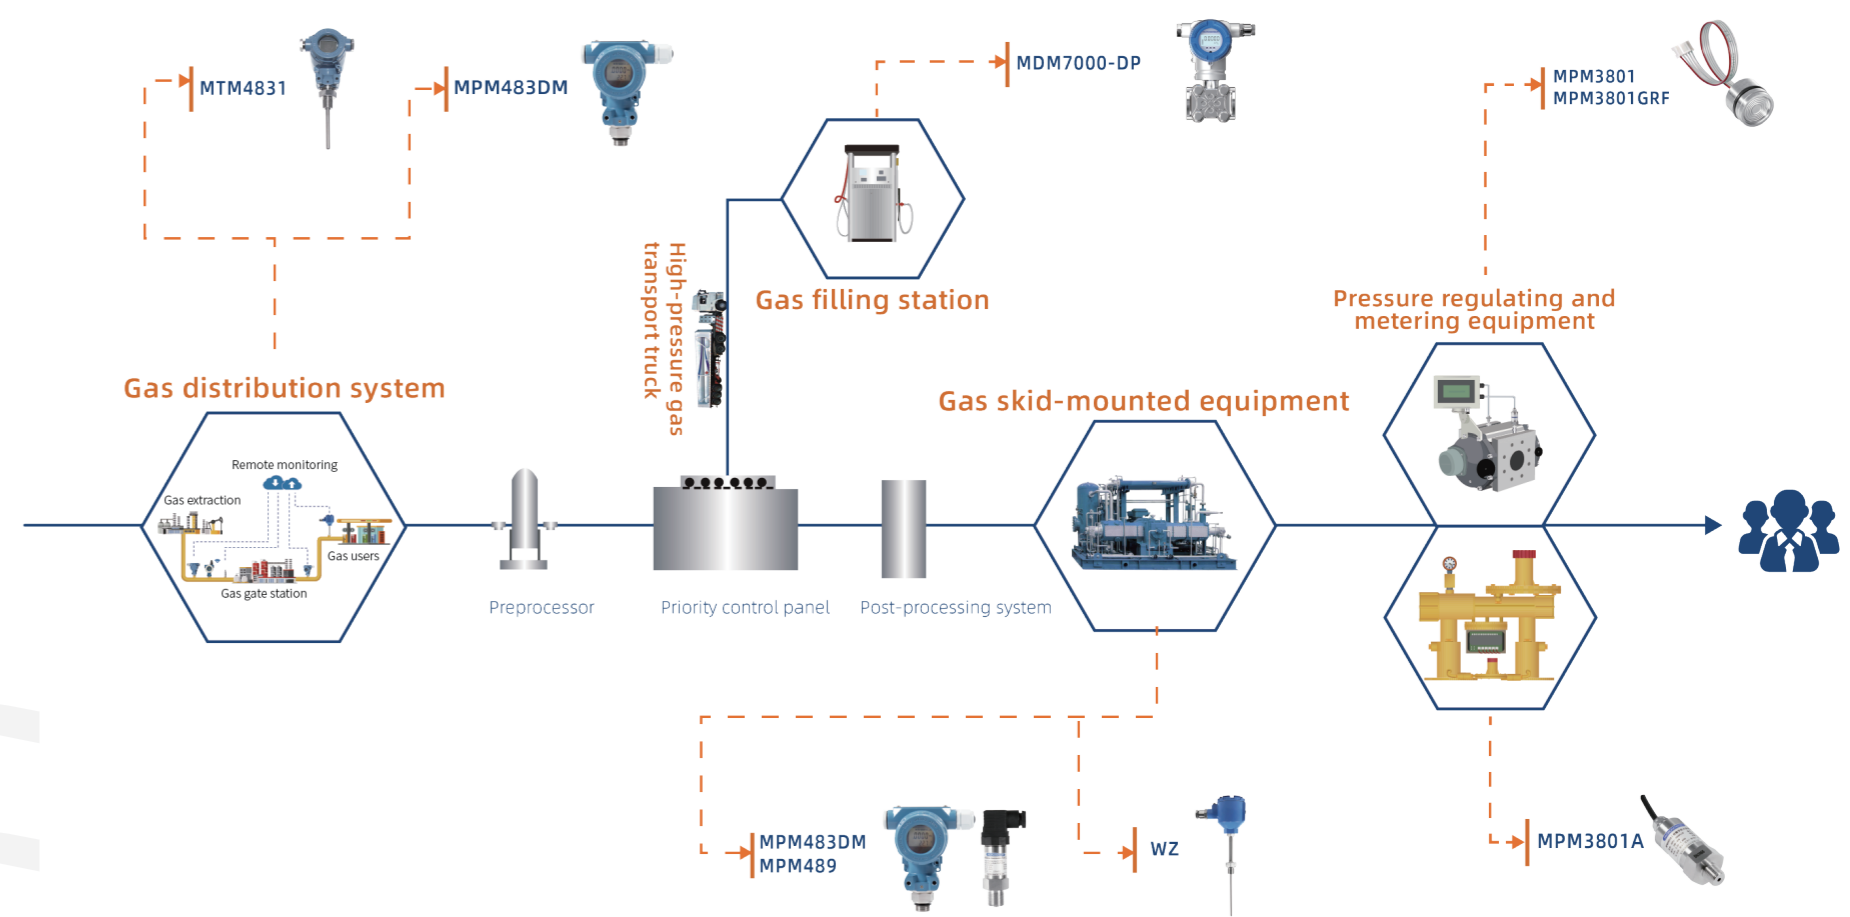 MTM4831
MPM483DM
MDM7000-DP
MPM3801
MPM3801GRF
High-pressure gas
transport truck
Gas filling station
Pressure regulating and
metering equipment
Gas distribution system
Gas skid-mounted equipment
Remote monitoring
Gas extraction
Gas users
Gas gate station
Preprocessor
Priority control panel
Post-processing system
MPM483DM
MPM489
WZ
MPM3801A